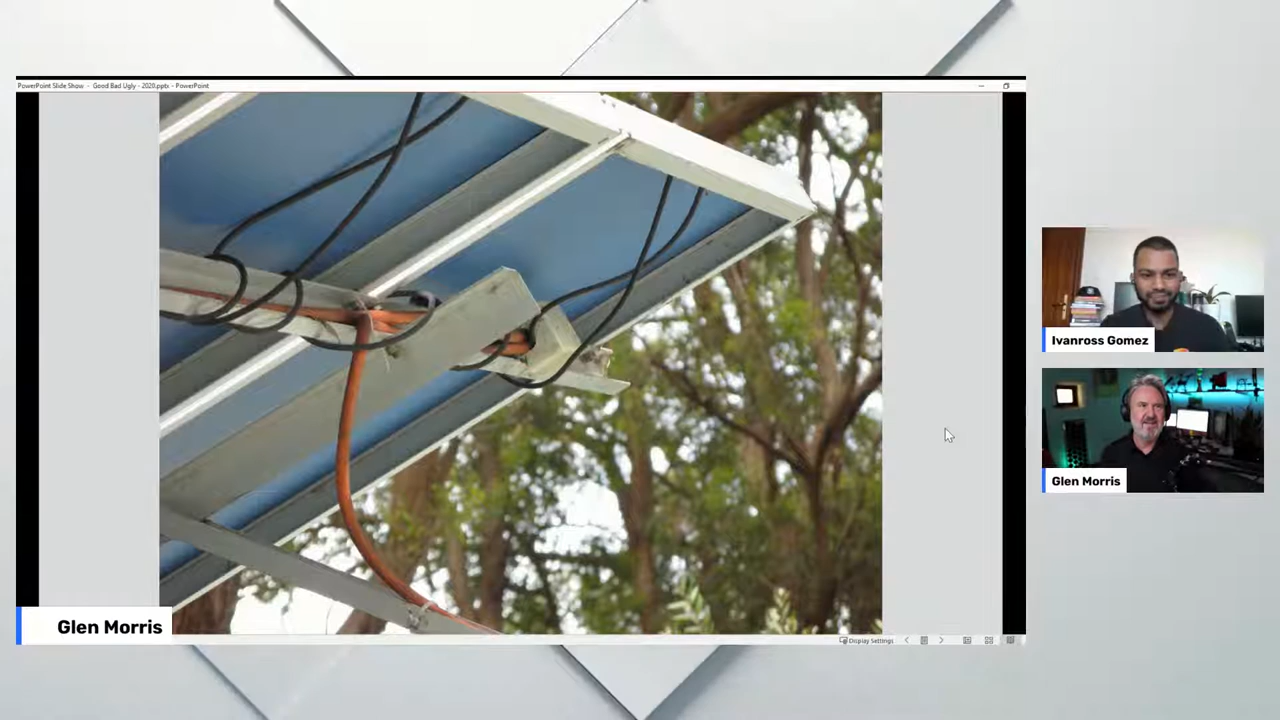 PowerPoint Slide Show - Good Bad Ugly - 2020.pptx - PowerPoint
Ivanross Gomez
Glen Morris
Glen Morris
Display Settings